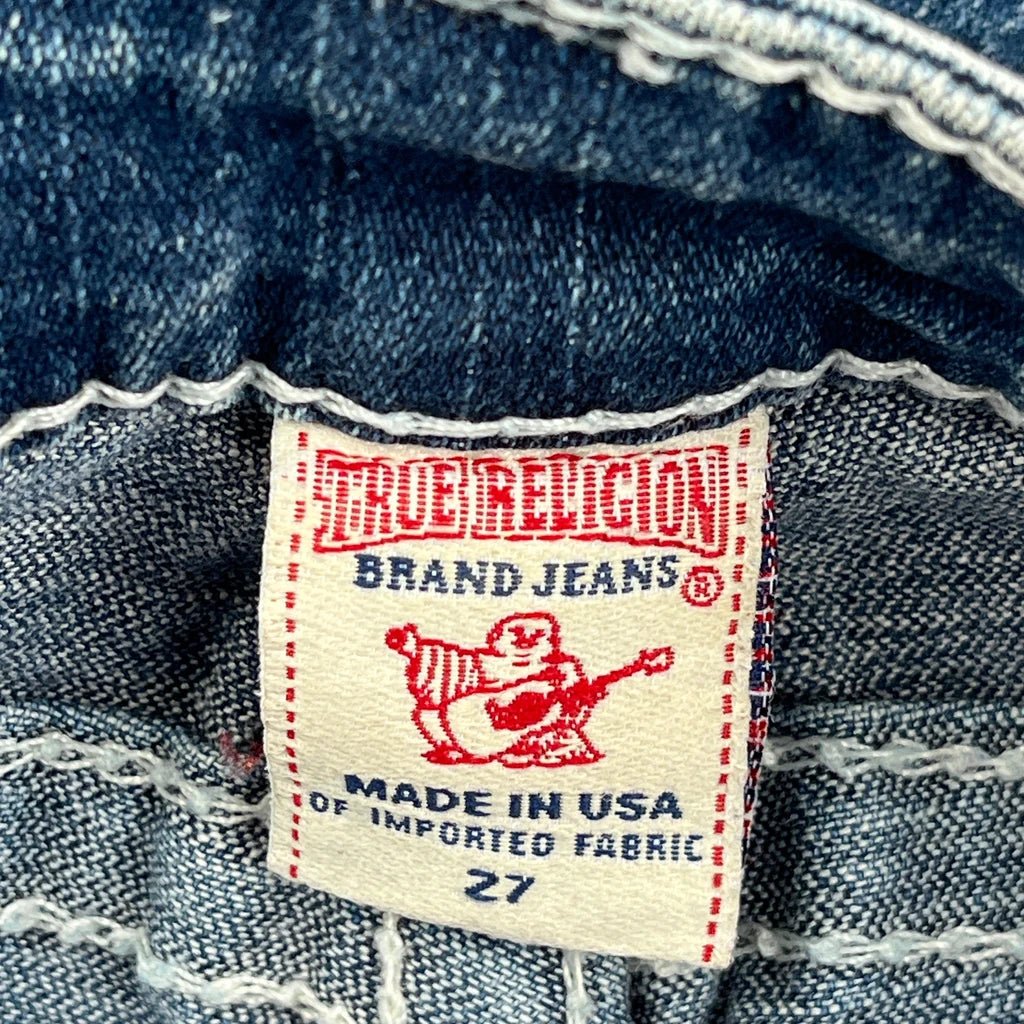 TRUE RELIGION
BRAND JEANS ®
MADE IN USA
OF IMPORTED FABRIC
27